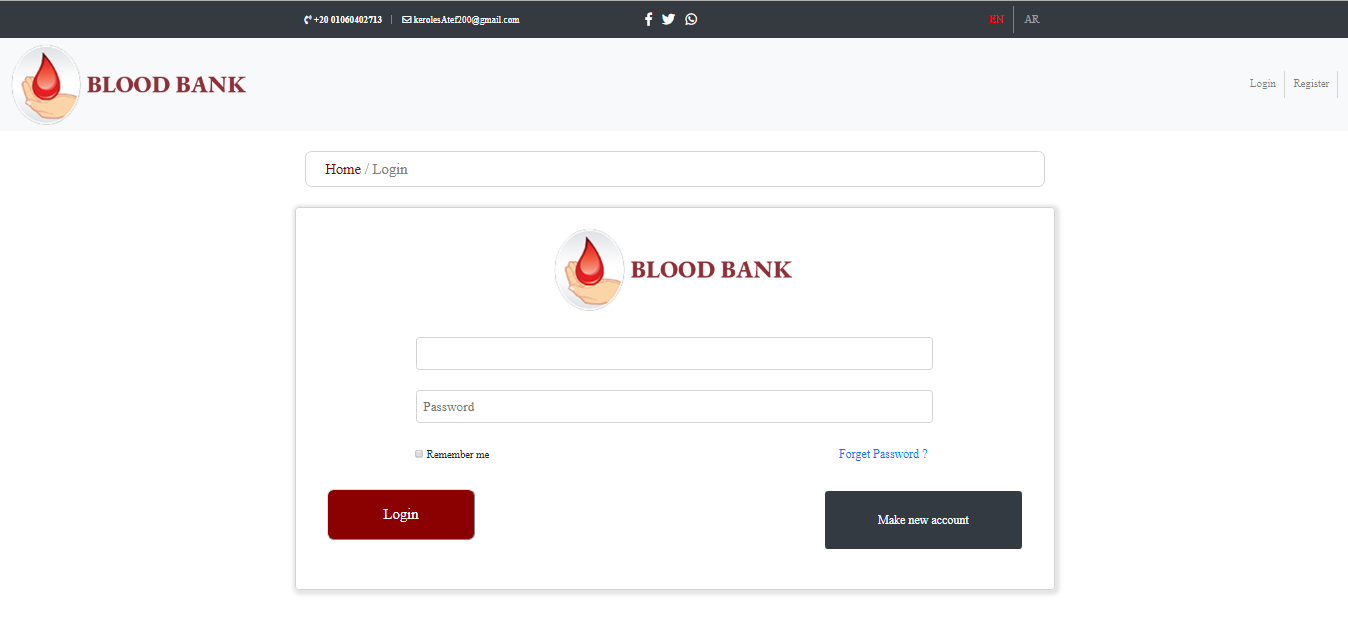 +20 01060402713 | kerolesAtef200@gmail.com EN AR
BLOOD BANK
Login Register
Home / Login
BLOOD BANK
Password
Remember me Forget Password ?
Login Make new account